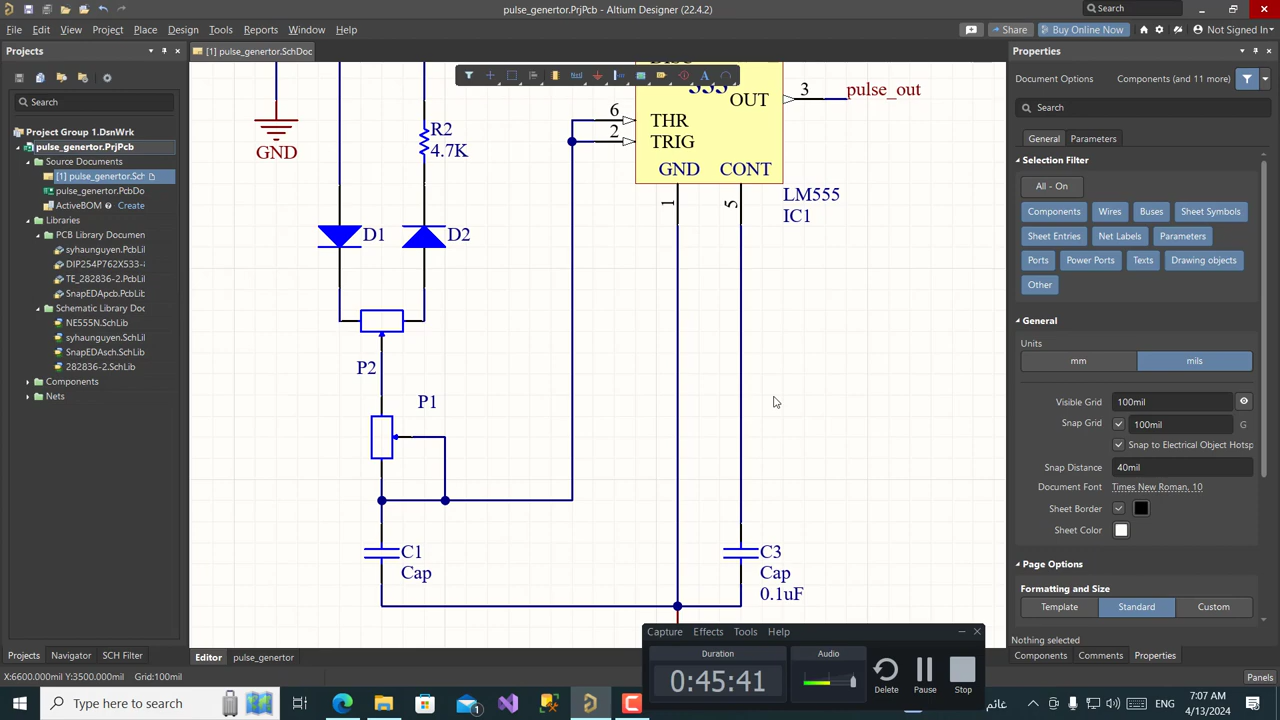 pulse_genertor.PrjPcb - Altium Designer (22.4.2)
Search
File Edit View Project Place Design Tools Reports Window Help
Share
Buy Online Now
Not Signed In
Projects
[1] pulse_genertor.SchDoc
Properties
Search
Project Group 1.DsnWrk
pulse_genertor.PrjPcb
Source Documents
[1] pulse_genertor.Sch
pulse_genertor.PcbDo
ActiveBOM
Create
Libraries
PCB Library Documen
syhauguyen.PcbLi
DIP254P762X533-
TE_282836-2.PcbLib
SnapEDApcb.PcbLib
Schematic Library Doc
NE555N.SchLib
syhaunguyen.SchLib
SnapEDAsch.SchLib
282836-2.SchLib
Components
Nets
GND
R2
4.7K
D1
D2
P2
P1
C1
Cap
6
THR
2
TRIG
GND
CONT
555
OUT
3
pulse_out
1
5
LM555
IC1
C3
Cap
0.1uF
Document Options
Components (and 11 more)
Search
General
Parameters
Selection Filter
All - On
Components
Wires
Buses
Sheet Symbols
Sheet Entries
Net Labels
Parameters
Ports
Power Ports
Texts
Drawing objects
Other
General
Units
mm
mils
Visible Grid
100mil
Snap Grid
100mil
G
Snap to Electrical Object Hotsp
Snap Distance
40mil
Document Font
Times New Roman, 10
Sheet Border
Sheet Color
Page Options
Formatting and Size
Template
Standard
Custom
Nothing selected
Components
Comments
Properties
Capture Effects Tools Help
Duration
0:45:41
Audio
Delete
Pause
Stop
Projects
Navigator
SCH Filter
Editor
pulse_genertor
X:6700.000mil Y:3500.000mil Grid:100mil
Pane
Type here to search
1
غائم
7:07 AM
4/13/2024